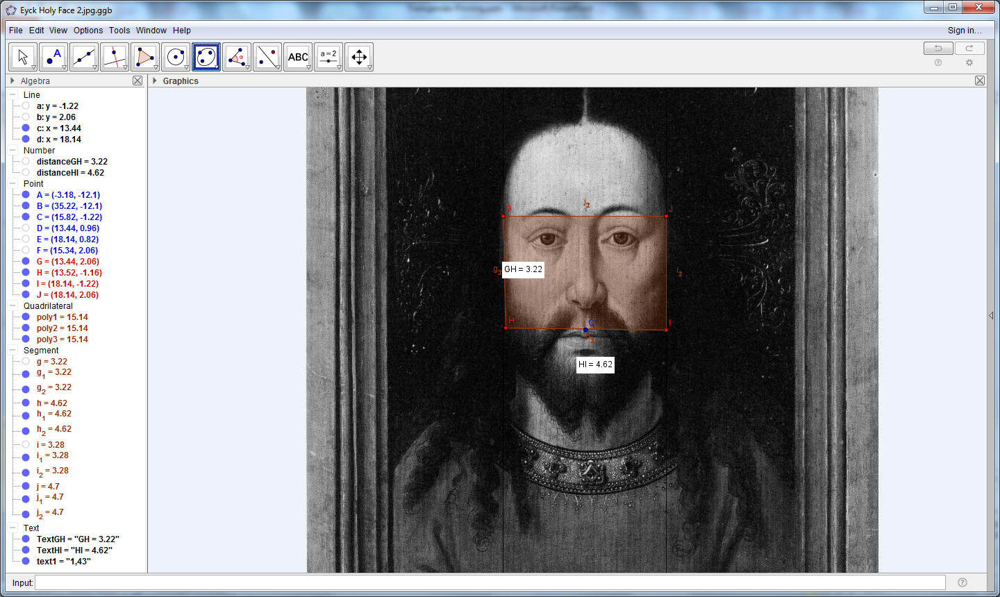 Eyck Holy Face 2.jpg.ggb
File Edit View Options Tools Window Help
Sign in...
A
α
ABC
a = 2
Algebra
Graphics
Line
a: y = -1.22
b: y = 2.06
c: x = 13.44
d: x = 18.14
Number
distanceGH = 3.22
distanceHI = 4.62
Point
A = (-3.18, -12.1)
B = (35.22, -12.1)
C = (15.82, -1.22)
D = (13.44, 0.96)
E = (18.14, 0.82)
F = (15.34, 2.06)
G = (13.44, 2.06)
H = (13.52, -1.16)
I = (18.14, -1.22)
J = (18.14, 2.06)
Quadrilateral
poly1 = 15.14
poly2 = 15.14
poly3 = 15.14
Segment
g = 3.22
g1 = 3.22
g2 = 3.22
h = 4.62
h1 = 4.62
h2 = 4.62
i = 3.28
i1 = 3.28
i2 = 3.28
j = 4.7
j1 = 4.7
j2 = 4.7
Text
TextGH = "GH = 3.22"
TextHI = "HI = 4.62"
text1 = "1,43"
j2
J
g2
GH = 3.22
i2
H
C
I
HI = 4.62
Input: